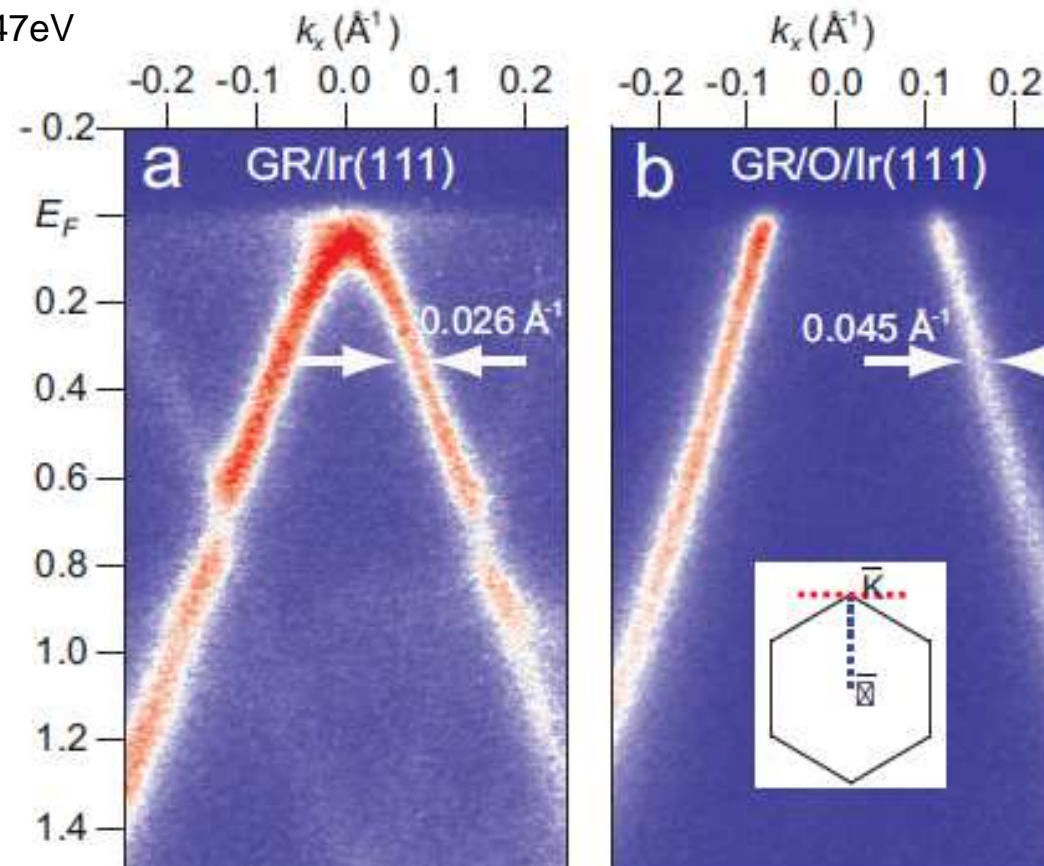 47eV
kx (Å-1) kx (Å-1)
-0.2 -0.1 0.0 0.1 0.2 -0.2 -0.1 0.0 0.1 0.2
- 0.2
a GR/Ir(111) b GR/O/Ir(111)
EF
0.2
0.026 Å-1 0.045 Å-1
0.4
0.6
0.8
K
1.0
1.2
1.4